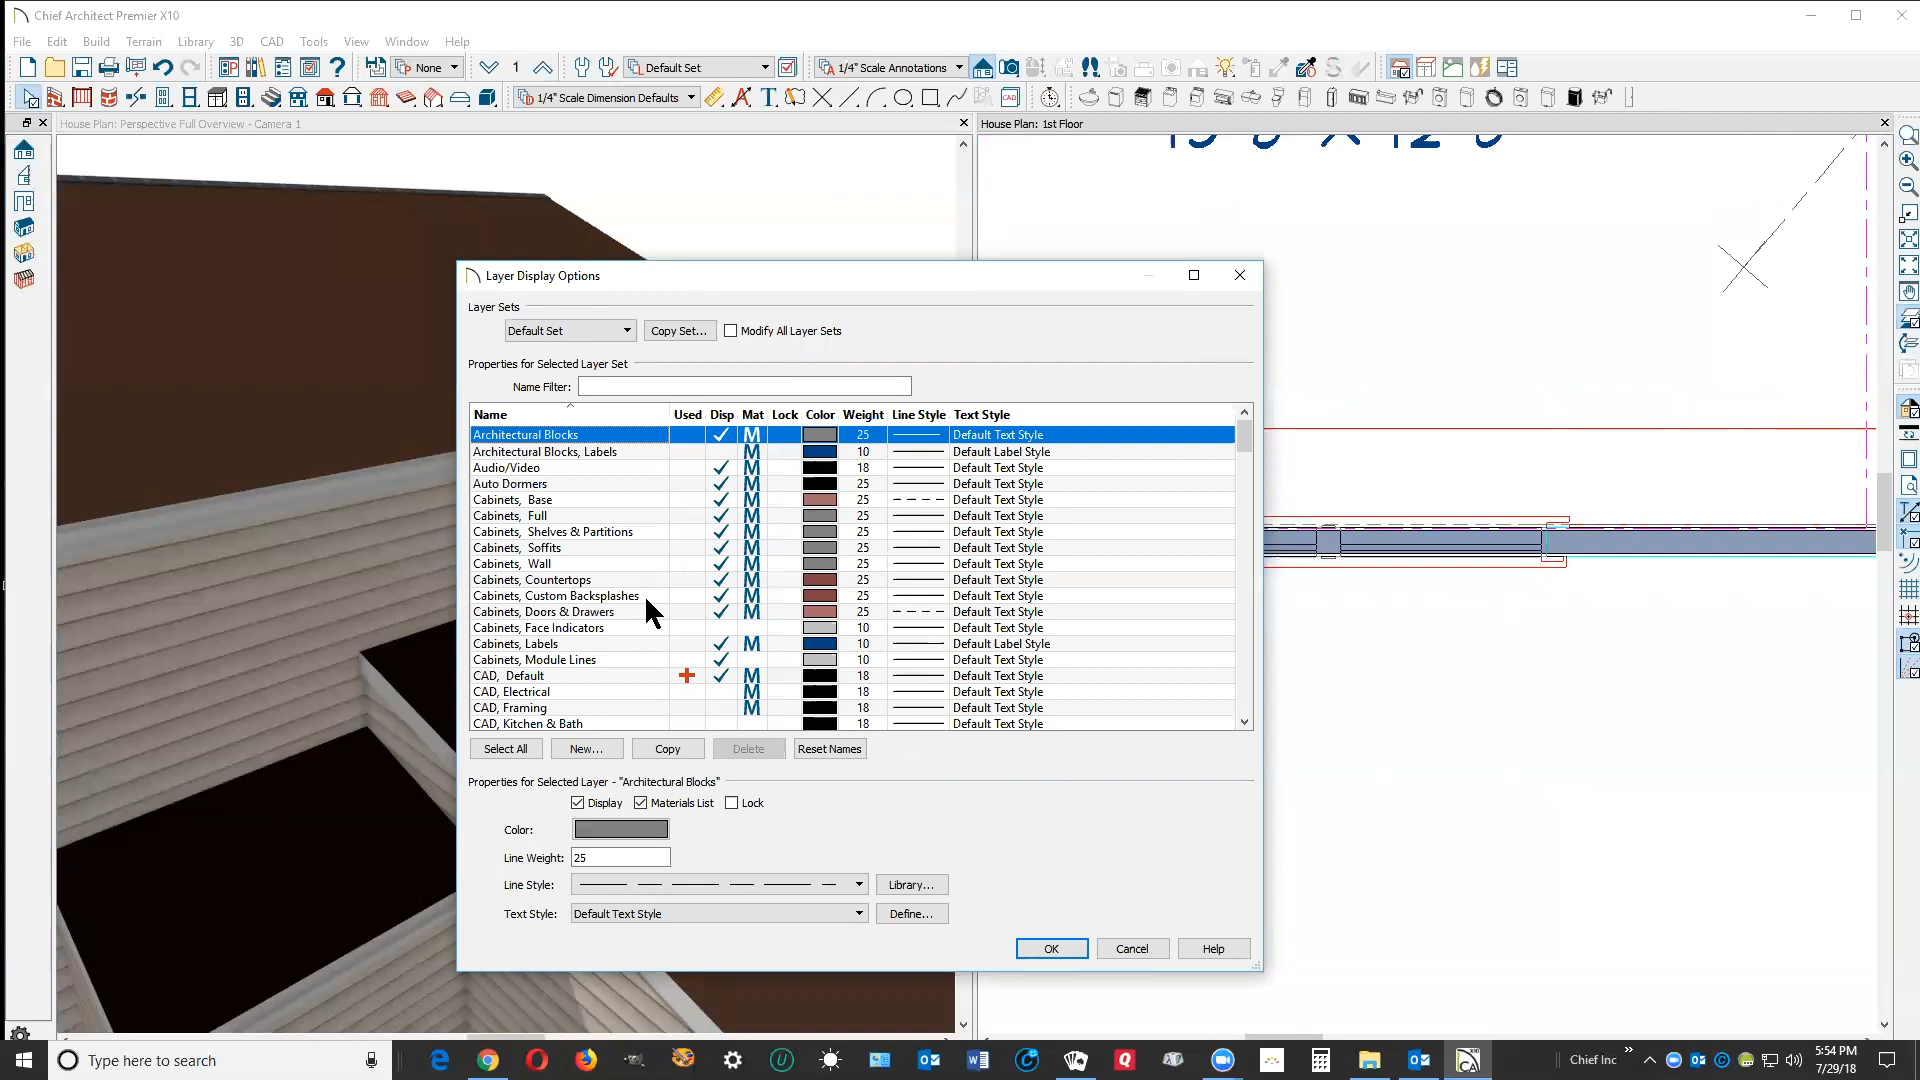 Chief Architect Premier X10
File Edit Build Terrain Library 3D CAD Tools View Window Help
None 1 Default Set 1/4" Scale Annotations
1/4" Scale Dimension Defaults CAD
House Plan: Perspective Full Overview - Camera 1
House Plan: 1st Floor
Layer Display Options
Layer Sets
Default Set Copy Set... Modify All Layer Sets
Properties for Selected Layer Set
Name Filter:
Name Used Disp Mat Lock Color Weight Line Style Text Style
Architectural Blocks M 25 Default Text Style
Architectural Blocks, Labels M 10 Default Label Style
Audio/Video M 18 Default Text Style
Auto Dormers M 25 Default Text Style
Cabinets, Base M 25 Default Text Style
Cabinets, Full M 25 Default Text Style
Cabinets, Shelves & Partitions M 25 Default Text Style
Cabinets, Soffits M 25 Default Text Style
Cabinets, Wall M 25 Default Text Style
Cabinets, Countertops M 25 Default Text Style
Cabinets, Custom Backsplashes M 25 Default Text Style
Cabinets, Doors & Drawers M 25 Default Text Style
Cabinets, Face Indicators 10 Default Text Style
Cabinets, Labels M 10 Default Label Style
Cabinets, Module Lines 10 Default Text Style
CAD, Default M 18 Default Text Style
CAD, Electrical M 18 Default Text Style
CAD, Framing M 18 Default Text Style
CAD, Kitchen & Bath 18 Default Text Style
Select All New... Copy Delete Reset Names
Properties for Selected Layer - "Architectural Blocks"
Display Materials List Lock
Color:
Line Weight: 25
Line Style: Library...
Text Style: Default Text Style Define...
OK Cancel Help
Type here to search
Chief Inc
5:54 PM
7/29/18